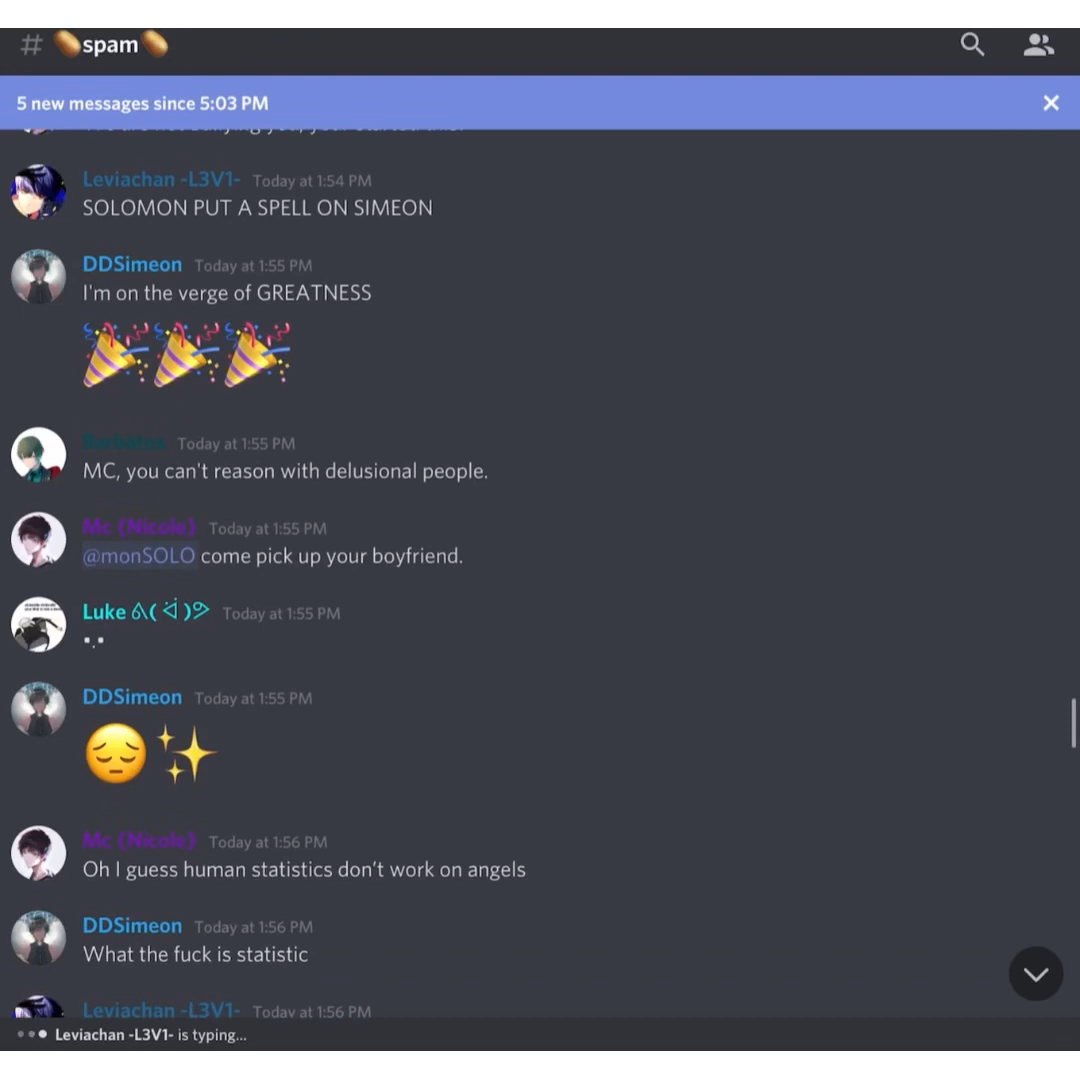 # 🥔spam🥔
5 new messages since 5:03 PM
Leviachan -L3V1- Today at 1:54 PM
SOLOMON PUT A SPELL ON SIMEON
DDSimeon Today at 1:55 PM
I'm on the verge of GREATNESS
🎉🎉🎉
Barbatos Today at 1:55 PM
MC, you can't reason with delusional people.
Mc {Nicole} Today at 1:55 PM
@monSOLO come pick up your boyfriend.
Luke Today at 1:55 PM
DDSimeon Today at 1:55 PM
😔✨
Mc {Nicole} Today at 1:56 PM
Oh I guess human statistics don’t work on angels
DDSimeon Today at 1:56 PM
What the fuck is statistic
Leviachan -L3V1- Today at 1:56 PM
Leviachan -L3V1- is typing...